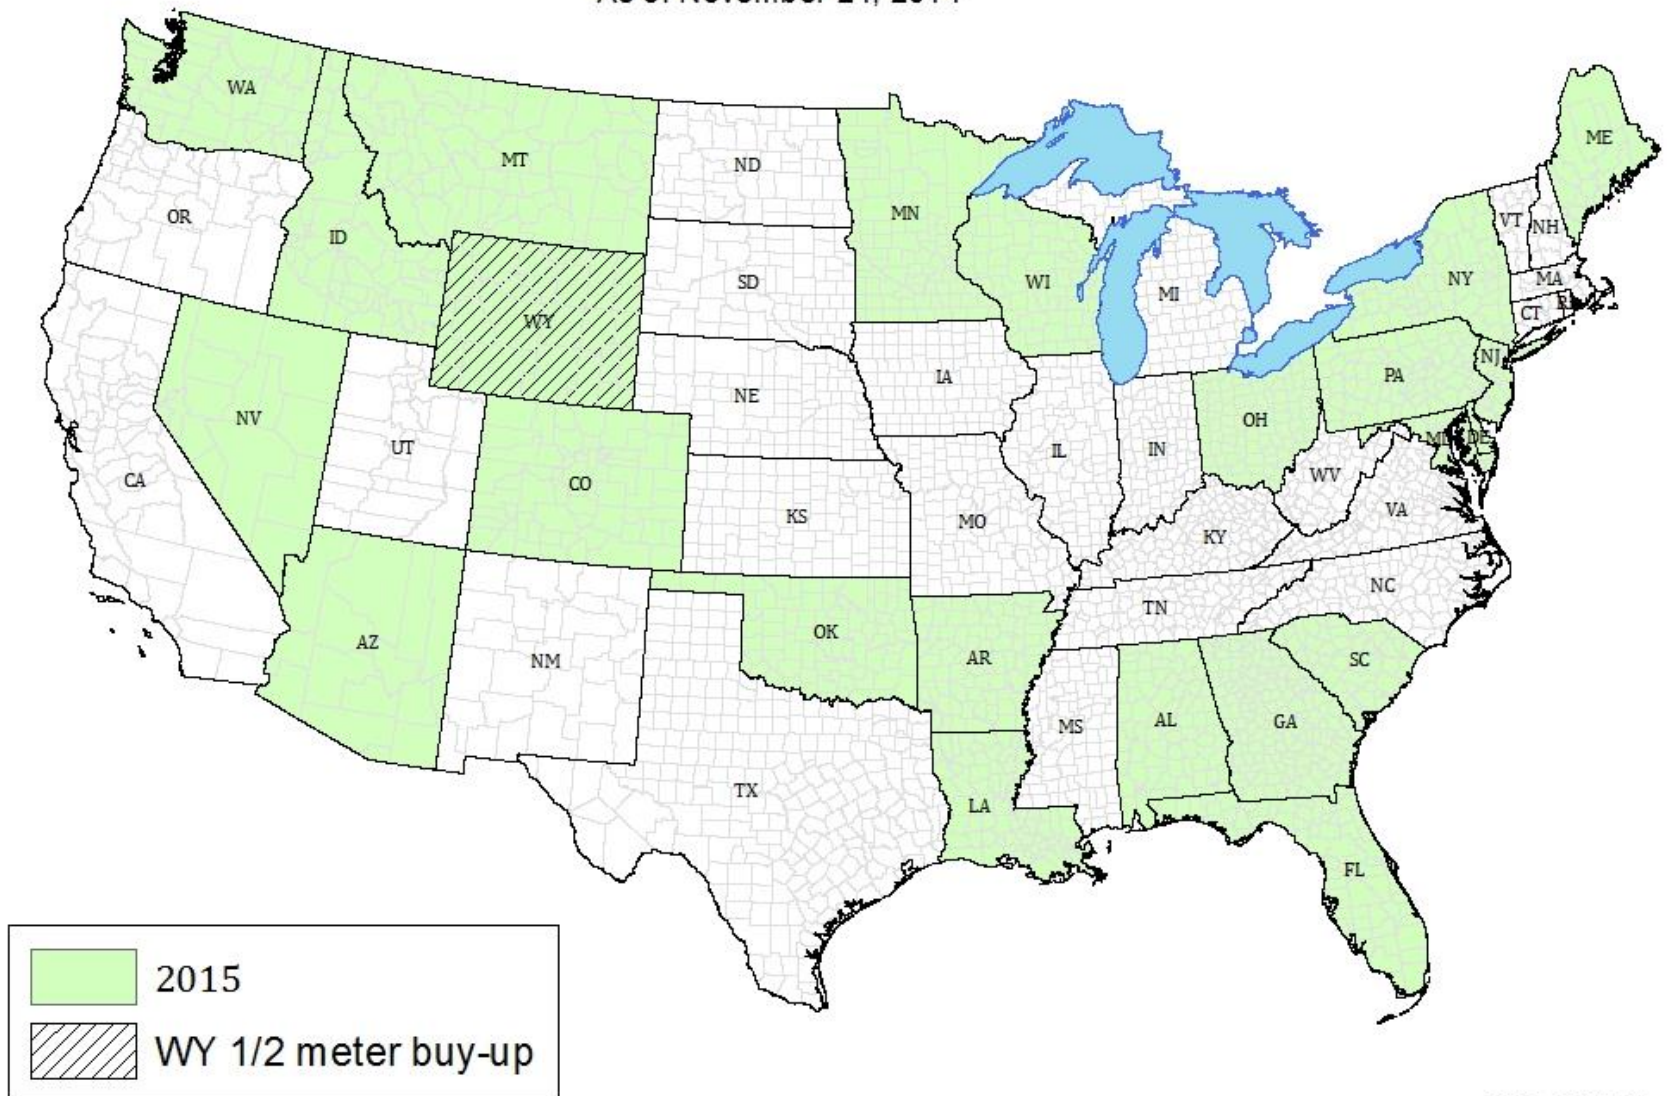 WA
MT
ND
MN
ME
OR
ID
SD
WI
MI
NY
VT
NH
MA
CT
WY
NE
IA
PA
NJ
NV
UT
CO
KS
MO
IL
IN
OH
WV
VA
DE
CA
KY
NC
TN
AZ
NM
OK
AR
SC
TX
LA
MS
AL
GA
FL
2015
WY 1/2 meter buy-up